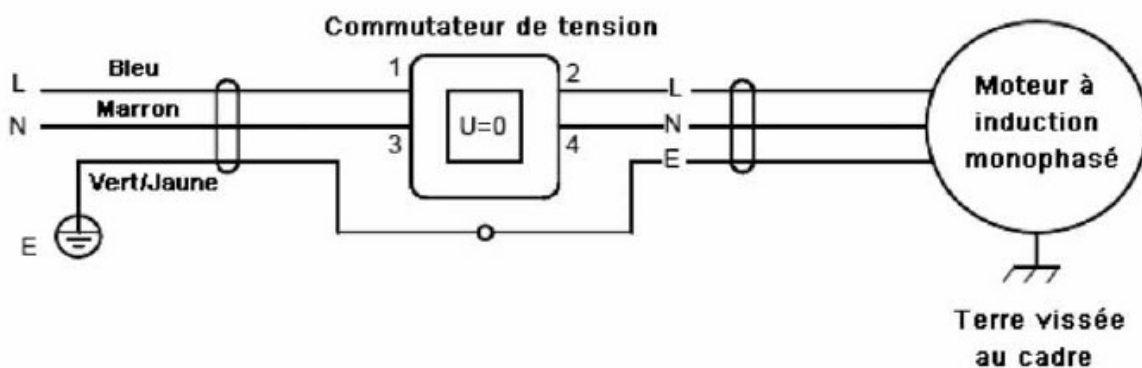 Commutateur de tension
L
Bleu
1
2
L
N
Marron
3
U=0
4
N
E
Vert/Jaune
E
Moteur à
induction
monophasé
Terre vissée
au cadre